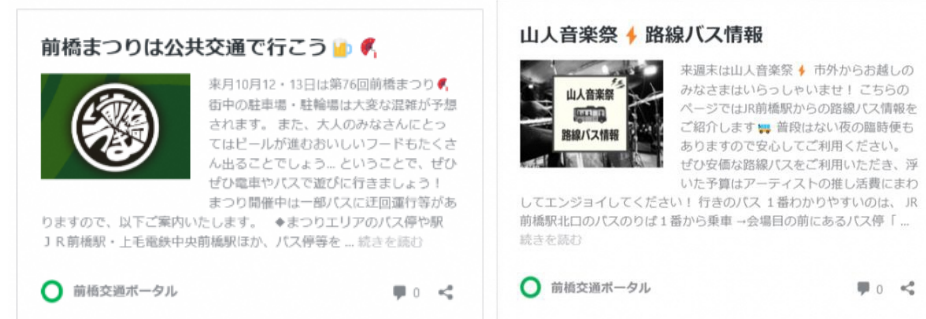 前橋まつりは公共交通で行こう
来月10月12・13日は第76回前橋まつり
街中の駐車場・駐輪場は大変な混雑が予想
されます。 また、大人のみなさんにとっ
てはビールが進むおいしいフードもたくさ
ん出ることでしょう... ということで、ぜひ
ぜひ電車やバスで遊びに行きましょう！
まつり開催中は一部バスに迂回運行等があ
りますので、以下ご案内いたします。 ◆まつりエリアのバス停や駅
ＪＲ前橋駅・上毛電鉄中央前橋駅ほか、バス停等を ... 続きを読む
前橋交通ポータル
0
山人音楽祭⚡路線バス情報
山人音楽祭
路線バス情報
来週末は山人音楽祭⚡ 市外からお越しの
みなさまはいらっしゃいませ！ こちらの
ページではJR前橋駅からの路線バス情報を
ご紹介します 普段はない夜の臨時便も
ありますので安心してご利用ください。
ぜひ安価な路線バスをご利用いただき、浮
いた予算はアーティストの推し活費にまわ
してエンジョイしてください！ 行きのバス １番わかりやすいのは、 JR
前橋駅北口のバスのりば１番から乗車 →会場目の前にあるバス停「 ...
続きを読む
前橋交通ポータル
0